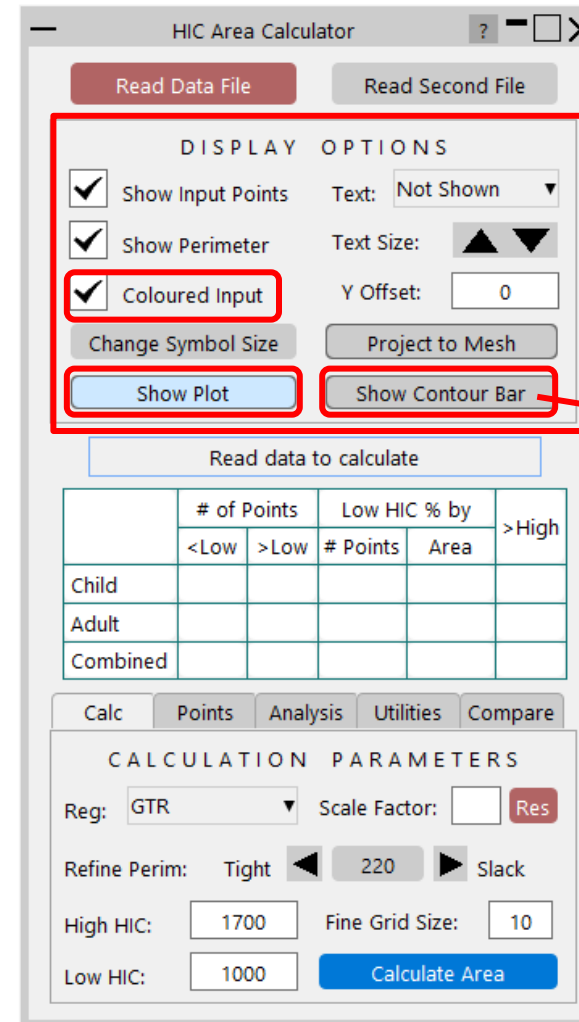 HIC Area Calculator ?
Read Data File Read Second File
DISPLAY OPTIONS
Show Input Points Text: Not Shown
Show Perimeter Text Size:
Coloured Input Y Offset: 0
Change Symbol Size Project to Mesh
Show Plot Show Contour Bar
Read data to calculate
# of Points Low HIC % by >High
<Low >Low # Points Area
Child
Adult
Combined
Calc Points Analysis Utilities Compare
CALCULATION PARAMETERS
Reg: GTR Scale Factor: Res
Refine Perim: Tight 220 Slack
High HIC: 1700 Fine Grid Size: 10
Low HIC: 1000 Calculate Area